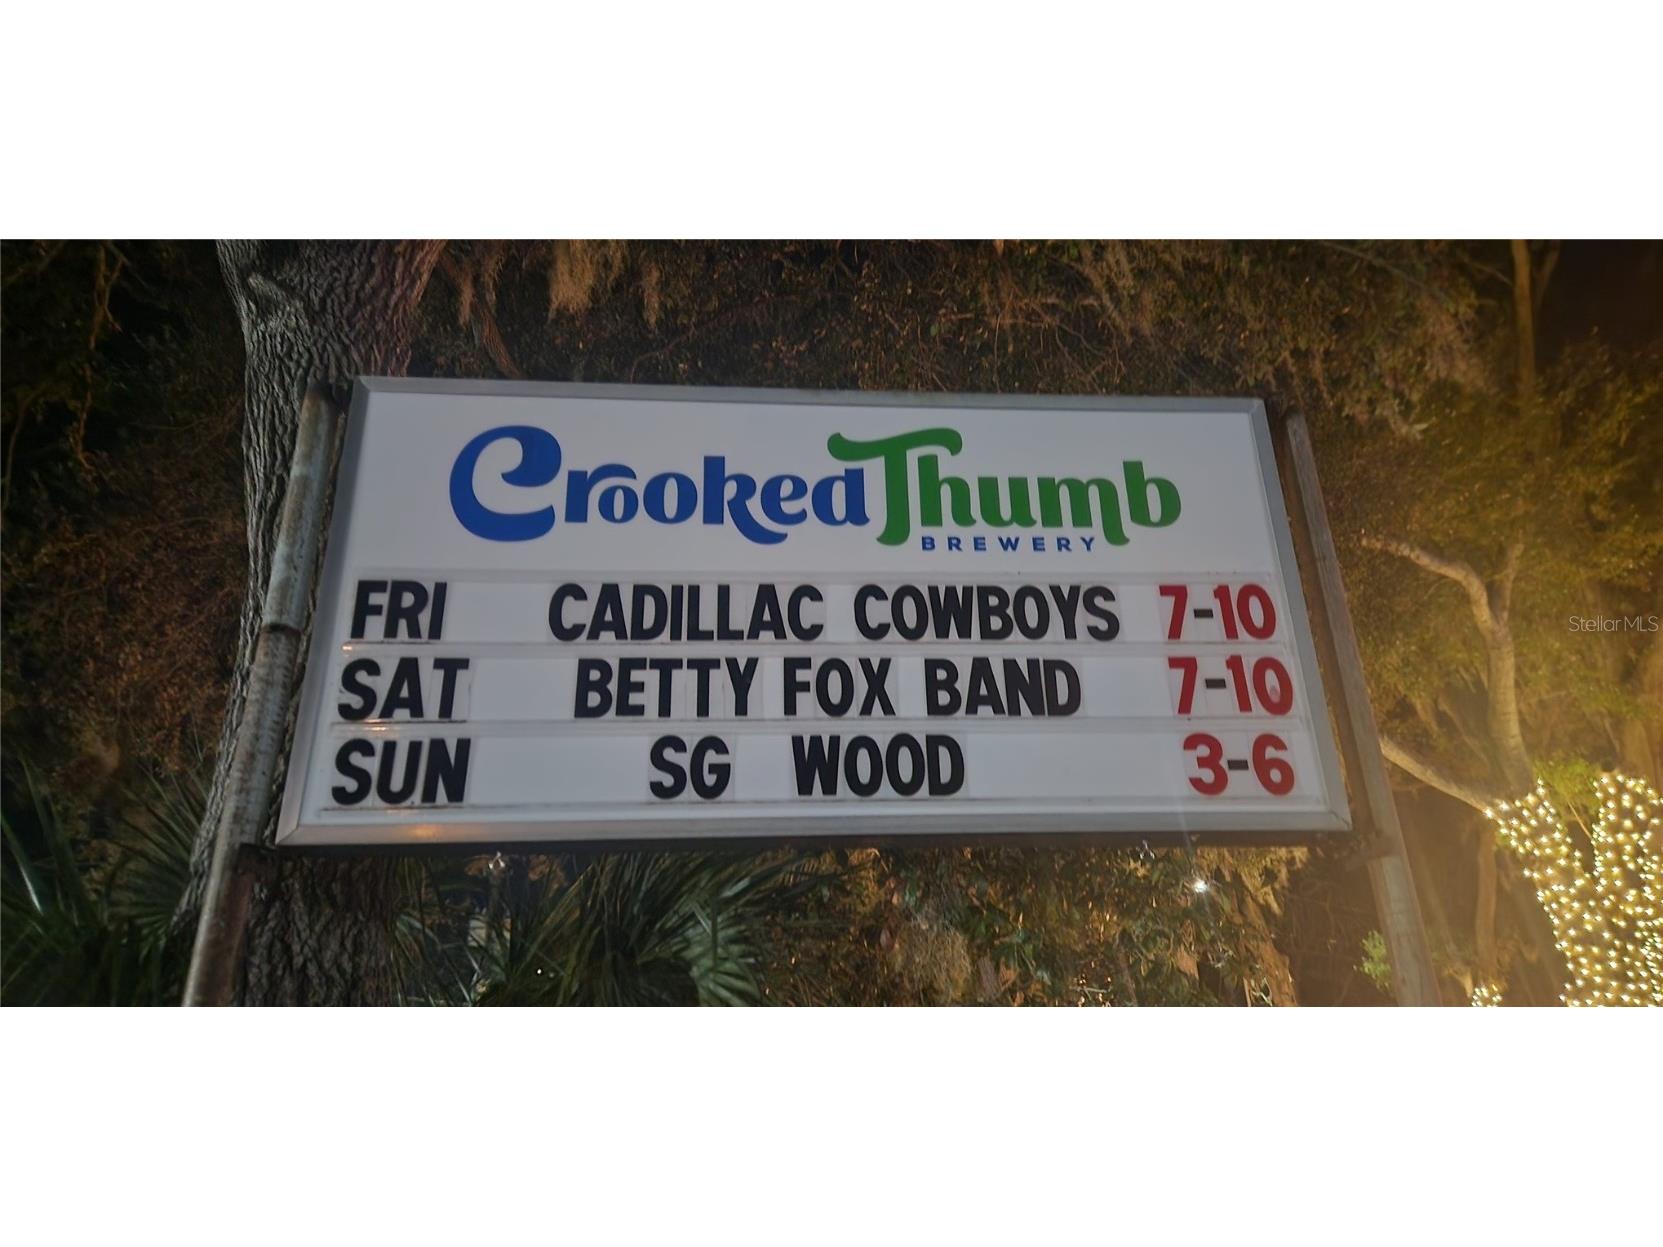 Crooked Thumb
BREWERY
FRI CADILLAC COWBOYS 7-10
SAT BETTY FOX BAND 7-10
SUN SG WOOD 3-6
Stellar MLS